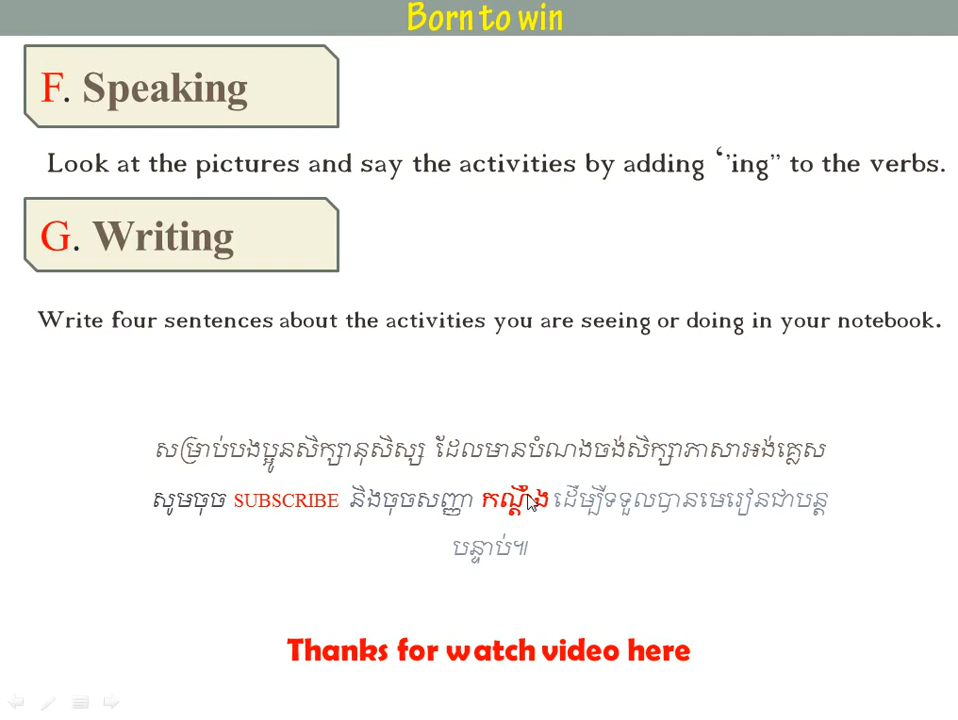 Born to win
F. Speaking
Look at the pictures and say the activities by adding ‘’ing” to the verbs.
G. Writing
Write four sentences about the activities you are seeing or doing in your notebook.
សម្រាប់បងប្អូនសិក្សានុសិស្ស ដែលមានបំណងចង់សិក្សាភាសាអង់គ្លេស
សូមចុច SUBSCRIBE និងចុចសញ្ញា កណ្ដឹង ដើម្បីទទួលបានមេរៀនជាបន្ត
បន្ទាប់៕
Thanks for watch video here